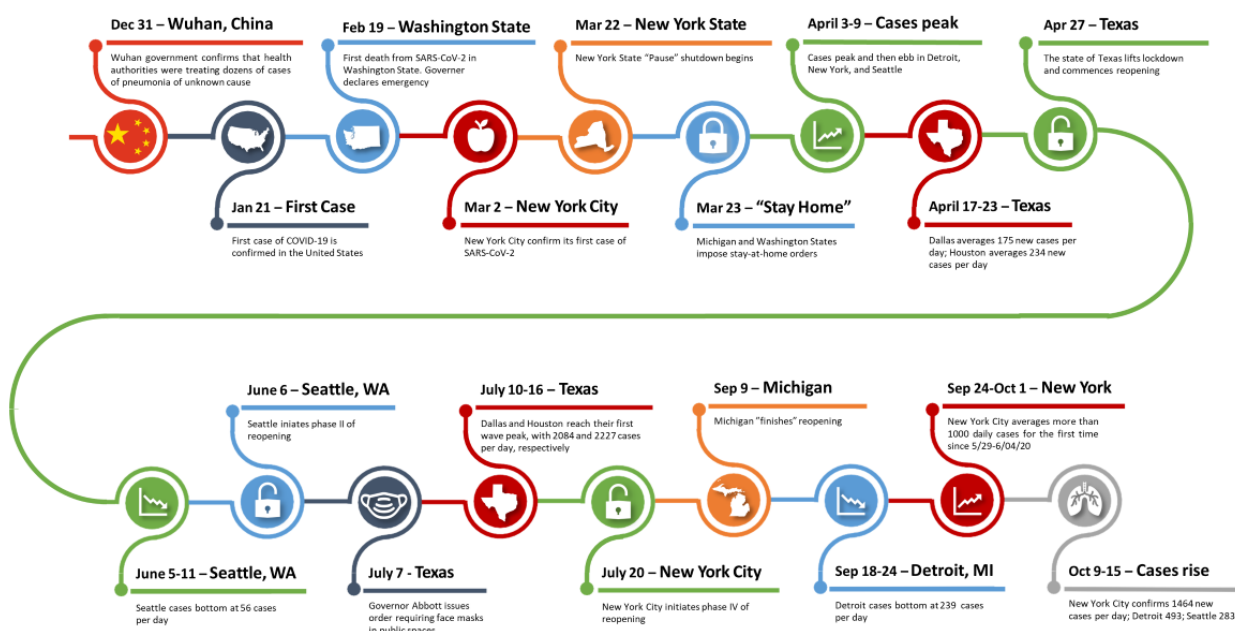 Dec 31 – Wuhan, China
Wuhan government confirms that health
authorities were treating dozens of cases
of pneumonia of unknown cause
Jan 21 – First Case
First case of COVID-19 is
confirmed in the United States
Feb 19 – Washington State
First death from SARS-CoV-2 in
Washington State. Governer
declares emergency
Mar 2 – New York City
New York City confirm its first case of
SARS-CoV-2
Mar 22 – New York State
New York State “Pause” shutdown begins
Mar 23 – “Stay Home”
Michigan and Washington States
impose stay-at-home orders
April 3-9 – Cases peak
Cases peak and then ebb in Detroit,
New York, and Seattle
April 17-23 – Texas
Dallas averages 175 new cases per
day; Houston averages 234 new
cases per day
Apr 27 – Texas
The state of Texas lifts lockdown
and commences reopening
June 5-11 – Seattle, WA
Seattle cases bottom at 56 cases
per day
June 6 – Seattle, WA
Seattle iniates phase II of
reopening
July 7 - Texas
Governor Abbott issues
order requiring face masks
in public spaces
July 10-16 – Texas
Dallas and Houston reach their first
wave peak, with 2084 and 2227 cases
per day, respectively
July 20 – New York City
New York City initiates phase IV of
reopening
Sep 9 – Michigan
Michigan “finishes” reopening
Sep 18-24 – Detroit, MI
Detroit cases bottom at 239 cases
per day
Sep 24-Oct 1 – New York
New York City averages more than
1000 daily cases for the first time
since 5/29-6/04/20
Oct 9-15 – Cases rise
New York City confirms 1464 new
cases per day; Detroit 493; Seattle 283